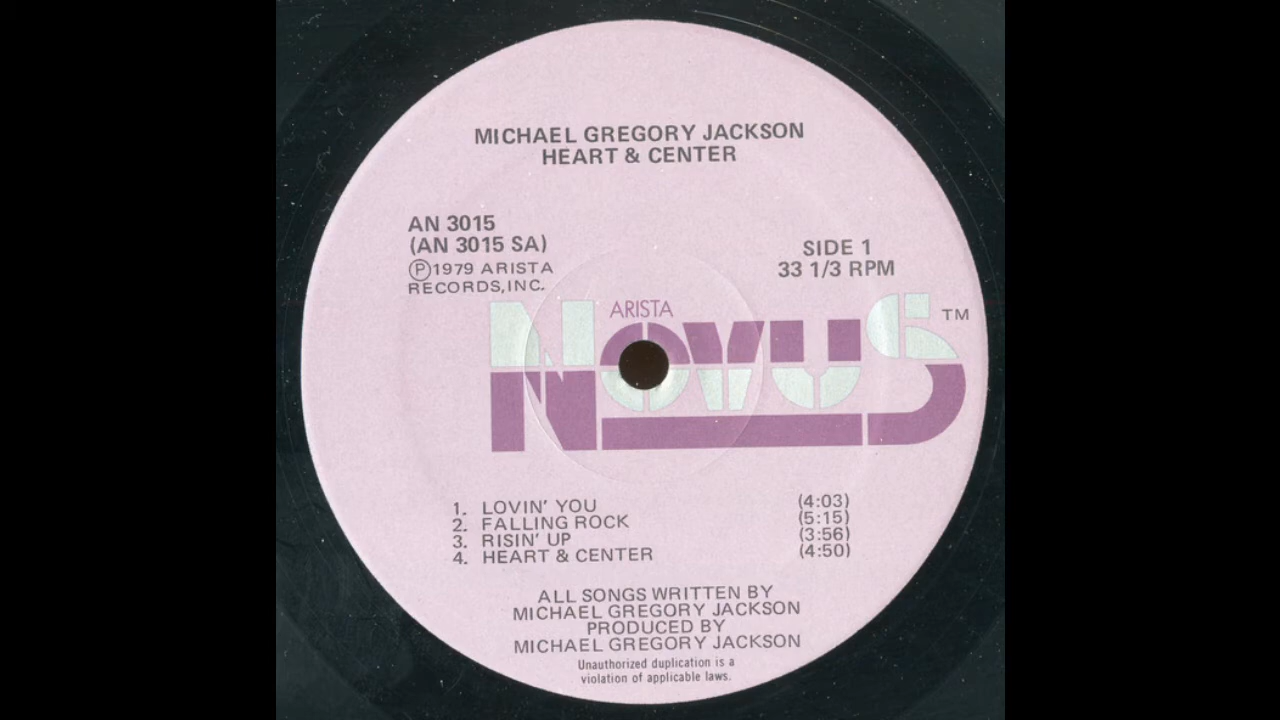 MICHAEL GREGORY JACKSON
HEART & CENTER
AN 3015
(AN 3015 SA)
Ⓟ1979 ARISTA
RECORDS, INC.
SIDE 1
33 1/3 RPM
ARISTA
NOVUS TM
1. LOVIN' YOU (4:03)
2. FALLING ROCK (5:15)
3. RISIN' UP (3:56)
4. HEART & CENTER (4:50)
ALL SONGS WRITTEN BY
MICHAEL GREGORY JACKSON
PRODUCED BY
MICHAEL GREGORY JACKSON
Unauthorized duplication is a
violation of applicable laws.